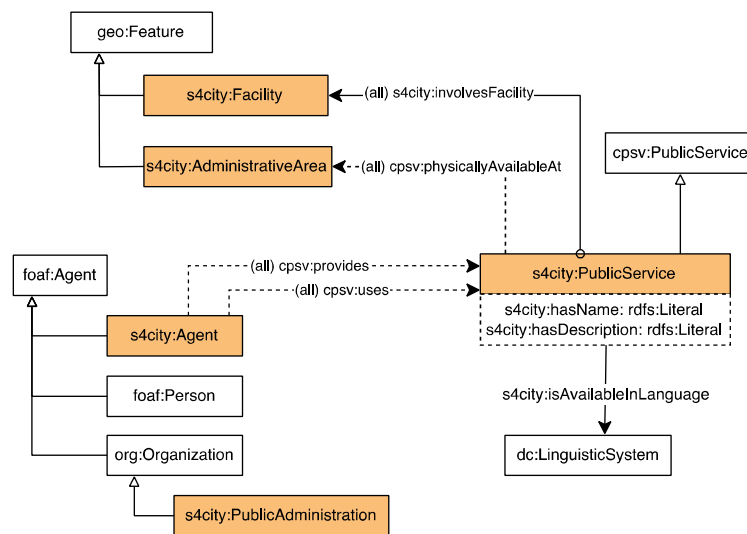 geo:Feature
s4city:Facility
(all) s4city:involvesFacility
s4city:AdministrativeArea
(all) cpsv:physicallyAvailableAt
cpsv:PublicService
foaf:Agent
(all) cpsv:provides
s4city:PublicService
(all) cpsv:uses
s4city:hasName: rdfs:Literal
s4city:hasDescription: rdfs:Literal
s4city:Agent
foaf:Person
s4city:isAvailableInLanguage
org:Organization
dc:LinguisticSystem
s4city:PublicAdministration